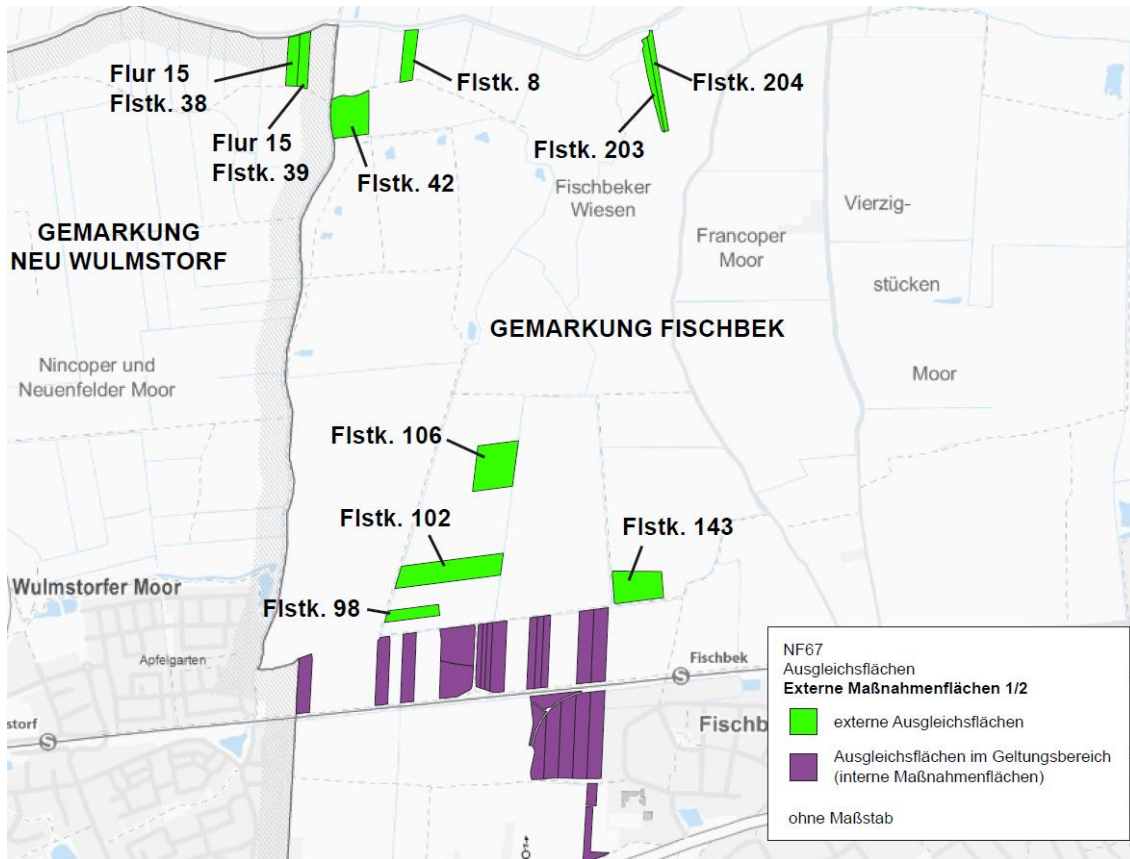 Flur 15
Flstk. 38
Flstk. 8
Flstk. 204
Flur 15
Flstk. 39
Flstk. 42
Flstk. 203
Fischbeker
Wiesen
Vierzig-
GEMARKUNG
NEU WULMSTORF
Francoper
Moor
stücken
GEMARKUNG FISCHBEK
Nincoper und
Neuenfelder Moor
Moor
Flstk. 106
Flstk. 102
Flstk. 143
Wulmstorfer Moor
Flstk. 98
Apfelgarten
Fischbek
S
storf
S
Fischb
NF67
Ausgleichsflächen
Externe Maßnahmenflächen 1/2
externe Ausgleichsflächen
Ausgleichsflächen im Geltungsbereich
(interne Maßnahmenflächen)
ohne Maßstab